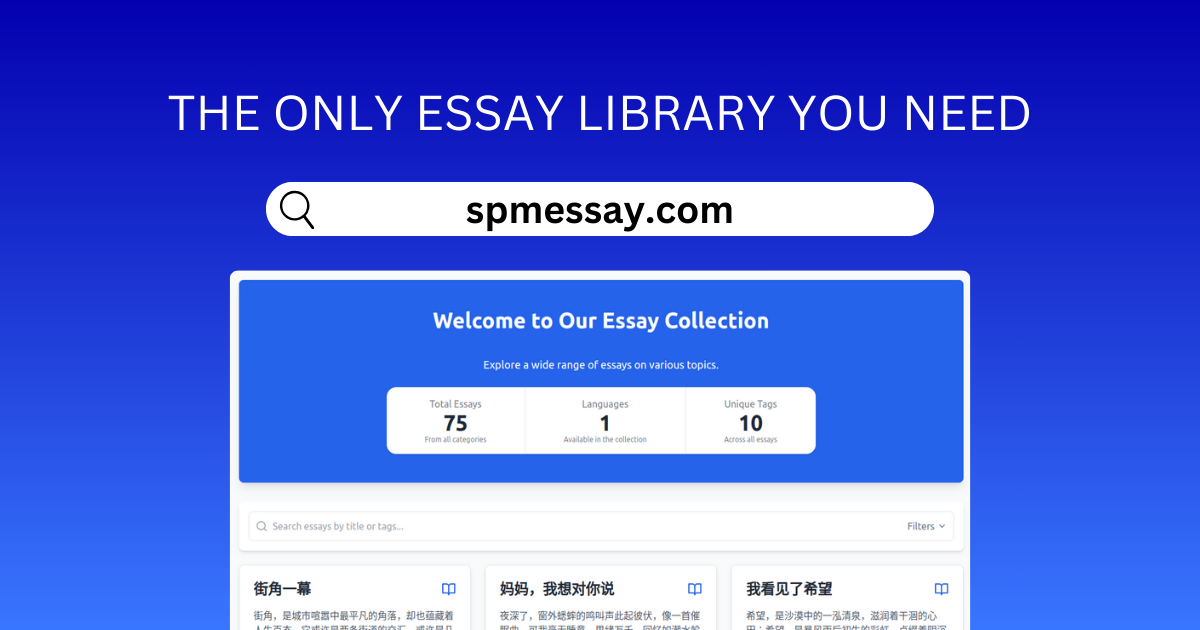 THE ONLY ESSAY LIBRARY YOU NEED
spmessay.com
Welcome to Our Essay Collection
Explore a wide range of essays on various topics.
Total Essays
75
From all categories
Languages
1
Available in the collection
Unique Tags
10
Across all essays
Search essays by title or tags...
Filters
街角一幕
街角，是城市喧嚣中最平凡的角落，却也蕴藏着
妈妈，我想对你说
夜深了，窗外蟋蟀的鸣叫声此起彼伏，像一首催
我看见了希望
希望，是沙漠中的一泓清泉，滋润着干涸的心